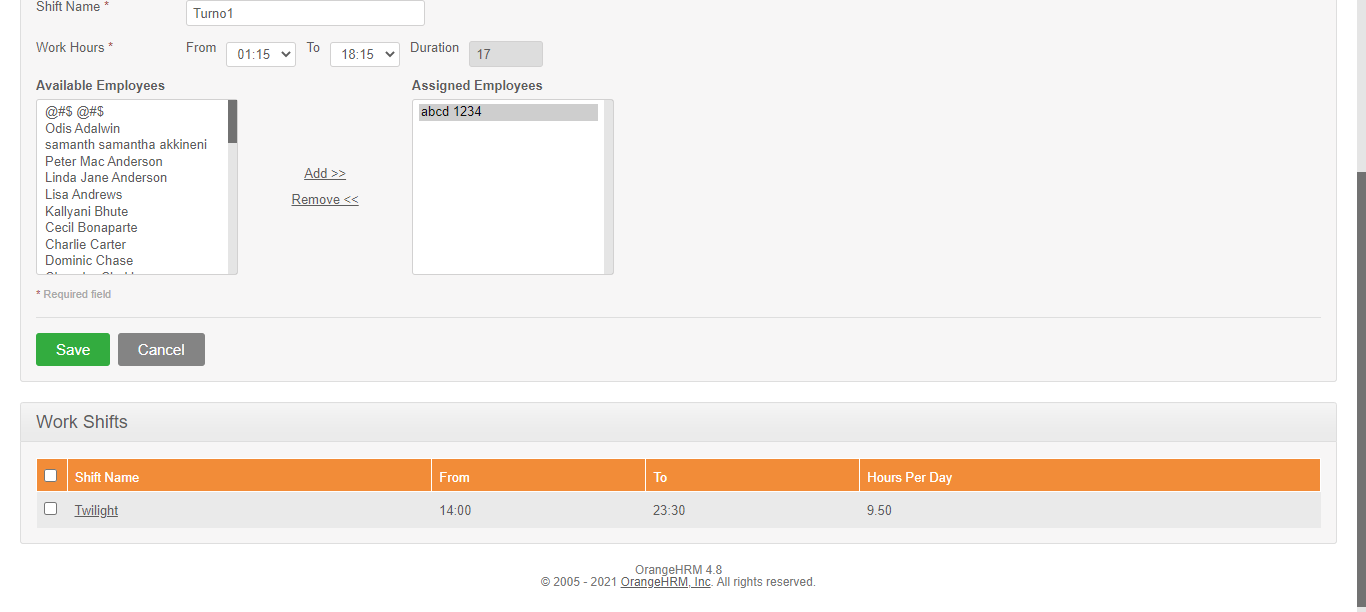 Shift Name *
Turno1
Work Hours *
From
01:15
To
18:15
Duration
17
Available Employees
Assigned Employees
@#$ @#$
Odis Adalwin
samanth samantha akkineni
Peter Mac Anderson
Linda Jane Anderson
Lisa Andrews
Kallyani Bhute
Cecil Bonaparte
Charlie Carter
Dominic Chase
Add >>
Remove <<
abcd 1234
* Required field
Save
Cancel
Work Shifts
Shift Name From To Hours Per Day
Twilight 14:00 23:30 9.50
OrangeHRM 4.8
© 2005 - 2021 OrangeHRM, Inc. All rights reserved.